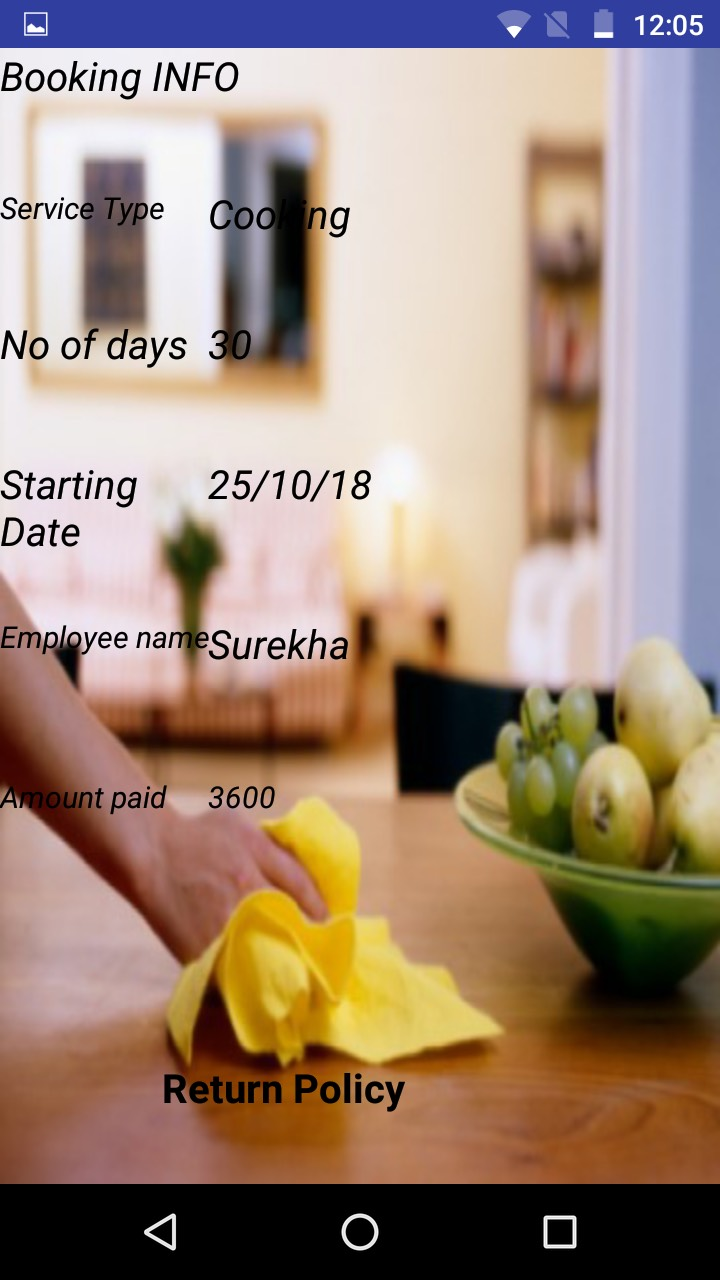 12:05
Booking INFO
Service Type Cooking
No of days 30
Starting 25/10/18
Date
Employee name Surekha
Amount paid 3600
Return Policy